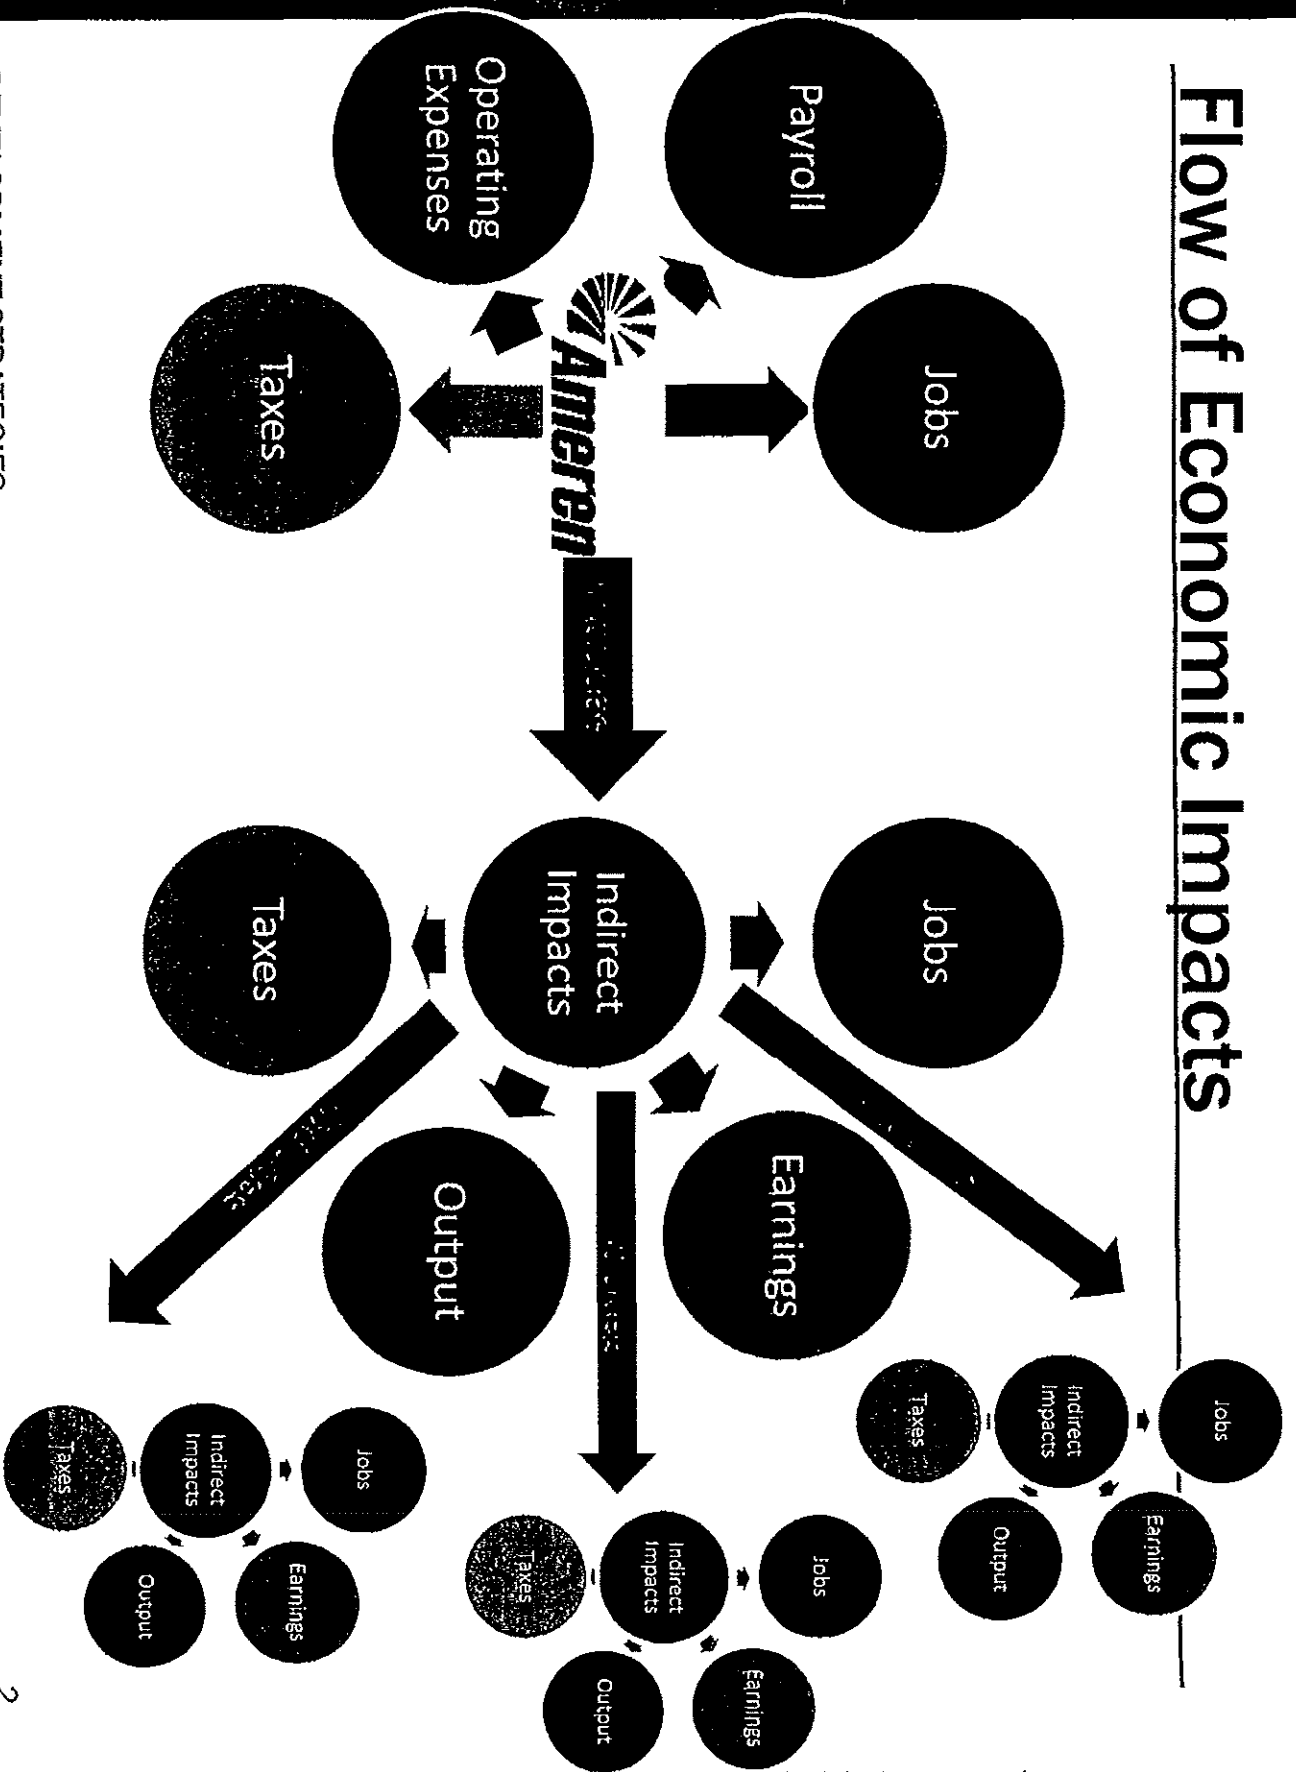 Flow of Economic Impacts
Payroll
Jobs
Operating
Expenses
Taxes
Ameren
Jobs
Indirect
Impacts
Taxes
Earnings
Output
Jobs
Indirect
Impacts
Taxes
Earnings
Output
Jobs
Indirect
Impacts
Taxes
Earnings
Output
Jobs
Indirect
Impacts
Taxes
Earnings
Output
2